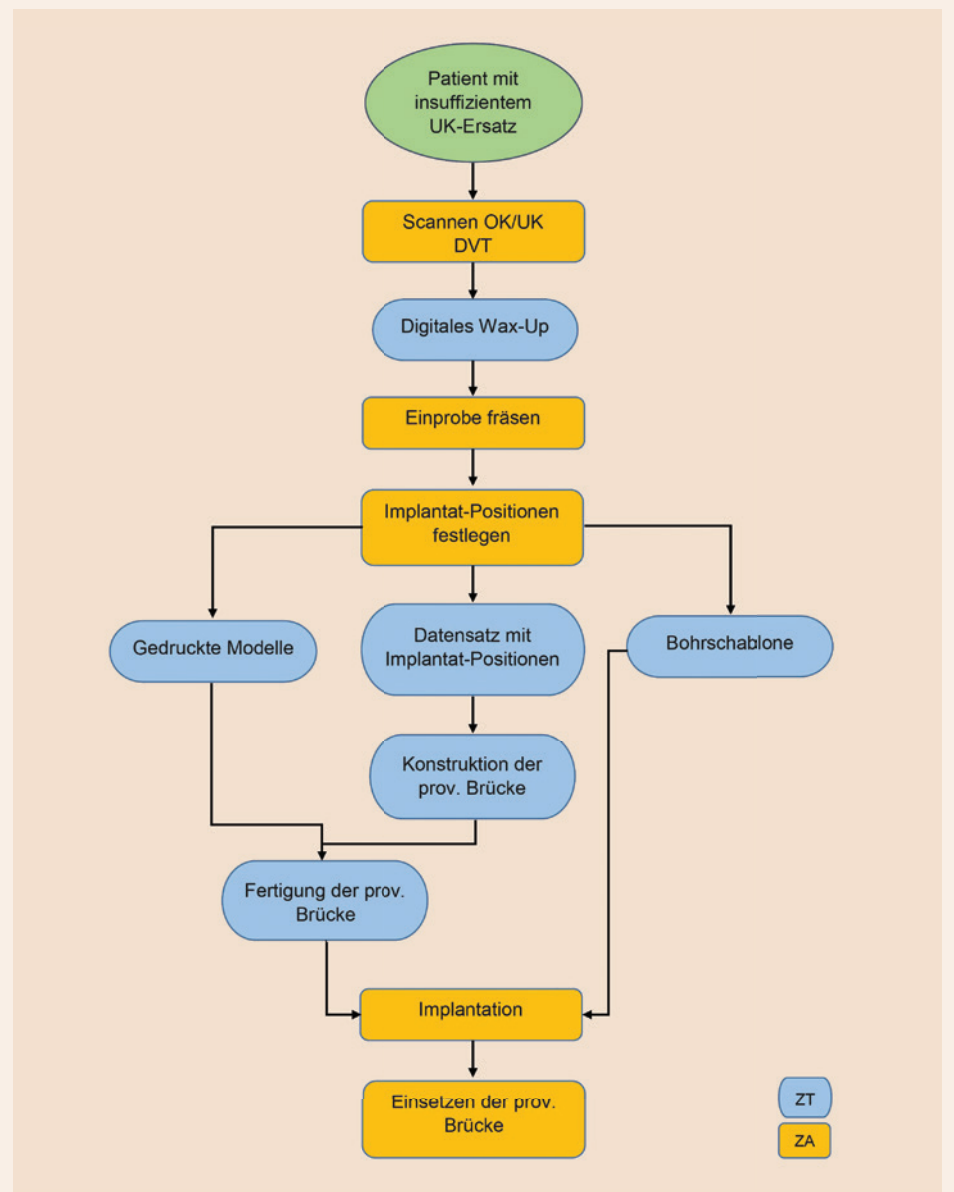 Patient mit
insuffizientem
UK-Ersatz
Scannen OK/UK
DVT
Digitales Wax-Up
Einprobe fräsen
Implantat-Positionen
festlegen
Gedruckte Modelle
Datensatz mit
Implantat-Positionen
Bohrschablone
Konstruktion der
prov. Brücke
Fertigung der prov.
Brücke
Implantation
Einsetzen der prov.
Brücke
ZT
ZA